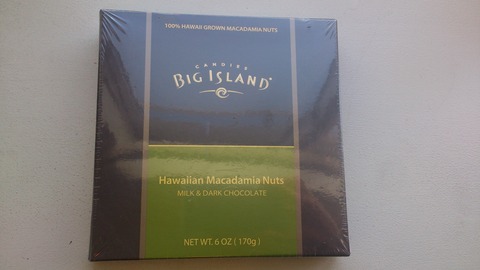 100% HAWAII GROWN MACADAMIA NUTS
CANDIES
BIG ISLAND®
Hawaiian Macadamia Nuts
MILK & DARK CHOCOLATE
NET WT. 6 OZ ( 170g )